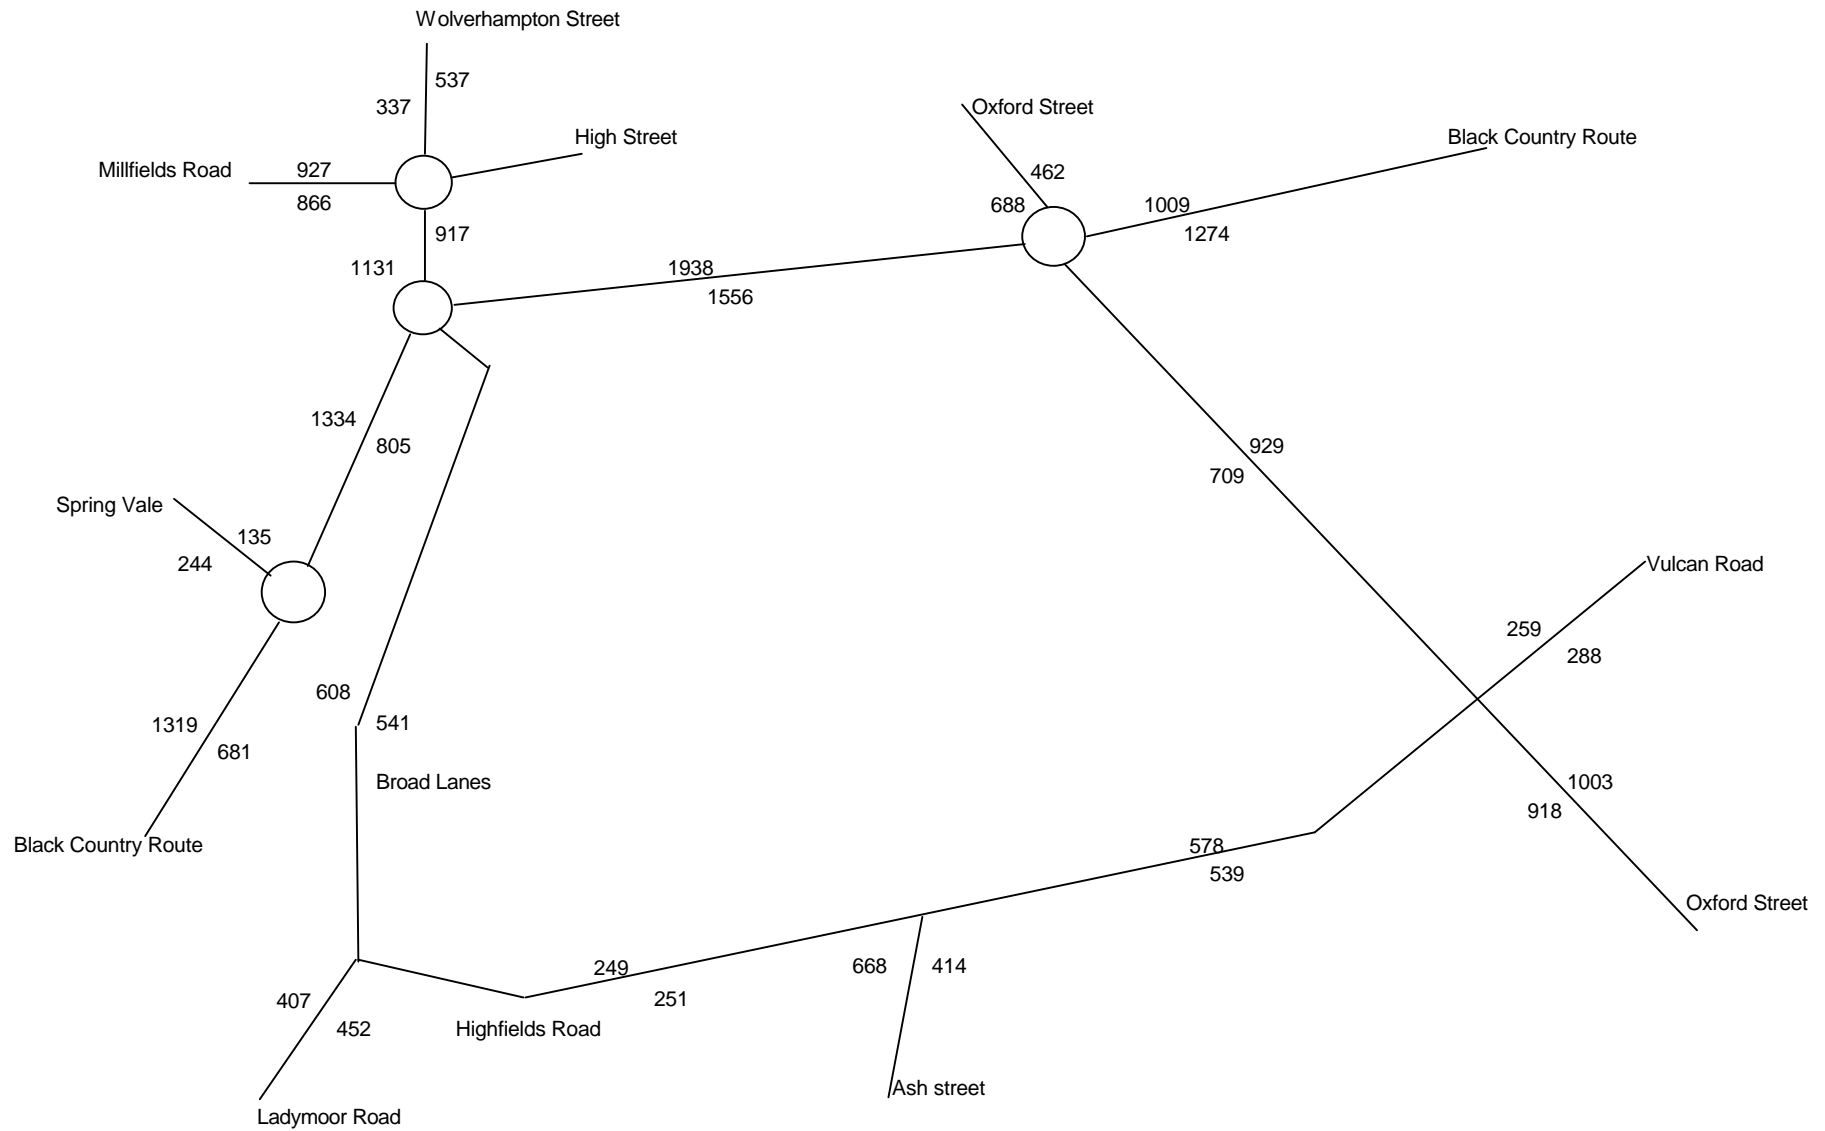 Wolverhampton Street
537
337
Oxford Street
High Street
Black Country Route
Millfields Road
927
866
462
688
1009
1274
917
1131
1938
1556
1334
805
929
709
Spring Vale
135
244
Vulcan Road
259
288
608
541
1319
681
Broad Lanes
1003
918
Black Country Route
578
539
Oxford Street
249
251
668
414
407
452
Highfields Road
Ash street
Ladymoor Road